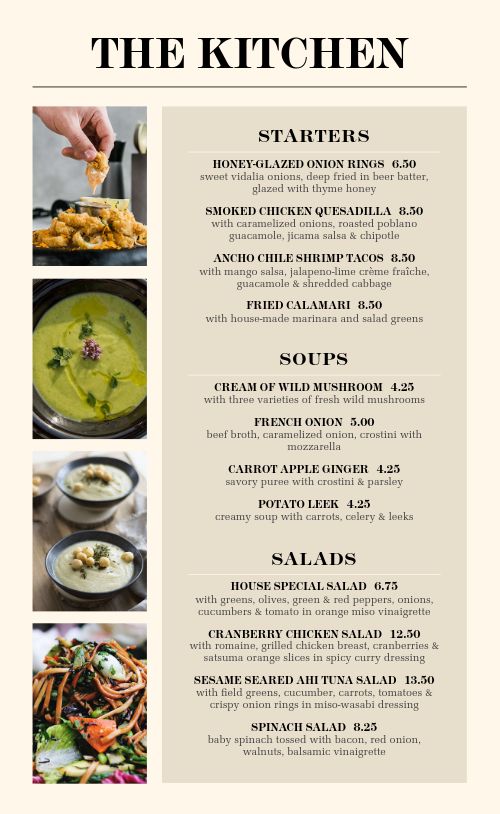 THE KITCHEN
STARTERS
HONEY-GLAZED ONION RINGS 6.50
sweet vidalia onions, deep fried in beer batter,
glazed with thyme honey
SMOKED CHICKEN QUESADILLA 8.50
with caramelized onions, roasted poblano
guacamole, jicama salsa & chipotle
ANCHO CHILE SHRIMP TACOS 8.50
with mango salsa, jalapeno-lime crème fraîche,
guacamole & shredded cabbage
FRIED CALAMARI 8.50
with house-made marinara and salad greens
SOUPS
CREAM OF WILD MUSHROOM 4.25
with three varieties of fresh wild mushrooms
FRENCH ONION 5.00
beef broth, caramelized onion, crostini with
mozzarella
CARROT APPLE GINGER 4.25
savory puree with crostini & parsley
POTATO LEEK 4.25
creamy soup with carrots, celery & leeks
SALADS
HOUSE SPECIAL SALAD 6.75
with greens, olives, green & red peppers, onions,
cucumbers & tomato in orange miso vinaigrette
CRANBERRY CHICKEN SALAD 12.50
with romaine, grilled chicken breast, cranberries &
satsuma orange slices in spicy curry dressing
SESAME SEARED AHI TUNA SALAD 13.50
with field greens, cucumber, carrots, tomatoes &
crispy onion rings in miso-wasabi dressing
SPINACH SALAD 8.25
baby spinach tossed with bacon, red onion,
walnuts, balsamic vinaigrette